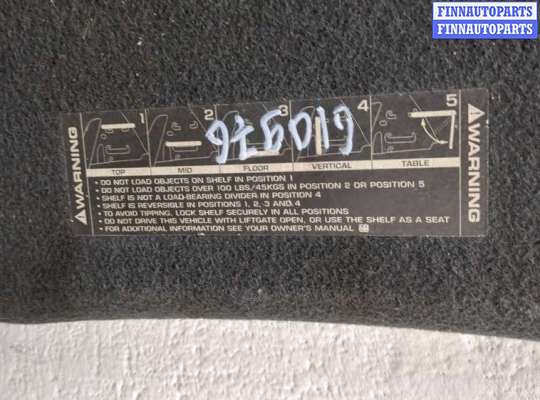 FINNAUTOPARTS
FINNAUTOPARTS
WARNING
1 2 3 4 5
TOP MID FLOOR VERTICAL TABLE
• DO NOT LOAD OBJECTS ON SHELF IN POSITION 1
• DO NOT LOAD OBJECTS OVER 100 LBS/45KGS IN POSITION 2 OR POSITION 5
• SHELF IS NOT A LOAD-BEARING DIVIDER IN POSITION 4
• SHELF IS REVERSIBLE IN POSITIONS 1, 2, 3 AND 4
• TO AVOID TIPPING, LOCK SHELF SECURELY IN ALL POSITIONS
• DO NOT DRIVE THIS VEHICLE WITH LIFTGATE OPEN, OR USE THE SHELF AS A SEAT
• FOR ADDITIONAL INFORMATION SEE YOUR OWNER'S MANUAL
WARNING